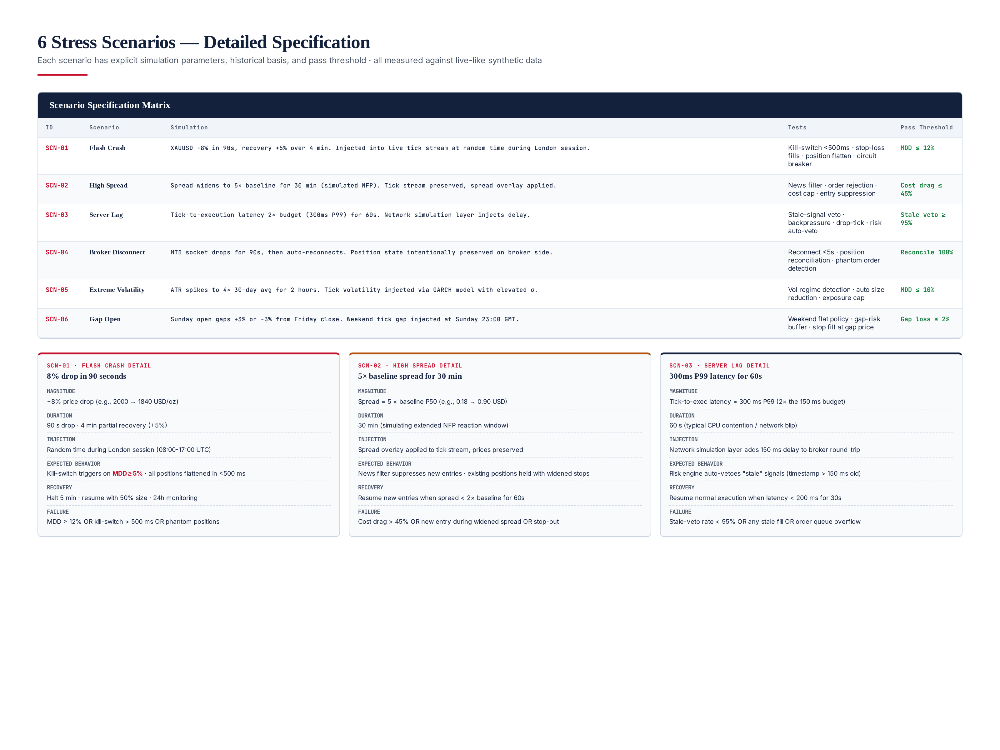 6 Stress Scenarios — Detailed Specification
Each scenario has explicit simulation parameters, historical basis, and pass threshold · all measured against live-like synthetic data
Scenario Specification Matrix
ID Scenario Simulation Tests Pass Threshold
SCN-01 Flash Crash XAUUSD -8% in 90s, recovery +5% over 4 min. Injected into live tick stream at random time during London session. Kill-switch <500ms · stop-loss MDD ≤ 12%
fills · position flatten · circuit
breaker
SCN-02 High Spread Spread widens to 5× baseline for 30 min (simulated NFP). Tick stream preserved, spread overlay applied. News filter · order rejection · Cost drag ≤
cost cap · entry suppression 45%
SCN-03 Server Lag Tick-to-execution latency 2× budget (300ms P99) for 60s. Network simulation layer injects delay. Stale-signal veto · Stale veto ≥
backpressure · drop-tick · risk 95%
auto-veto
SCN-04 Broker Disconnect MT5 socket drops for 90s, then auto-reconnects. Position state intentionally preserved on broker side. Reconnect <5s · position Reconcile 100%
reconciliation · phantom order
detection
SCN-05 Extreme Volatility ATR spikes to 4× 30-day avg for 2 hours. Tick volatility injected via GARCH model with elevated σ. Vol regime detection · auto size MDD ≤ 10%
reduction · exposure cap
SCN-06 Gap Open Sunday open gaps +3% or -3% from Friday close. Weekend tick gap injected at Sunday 23:00 GMT. Weekend flat policy · gap-risk Gap loss ≤ 2%
buffer · stop fill at gap price
SCN-01 · FLASH CRASH DETAIL
8% drop in 90 seconds
MAGNITUDE
−8% price drop (e.g., 2000 → 1840 USD/oz)
DURATION
90 s drop · 4 min partial recovery (+5%)
INJECTION
Random time during London session (08:00-17:00 UTC)
EXPECTED BEHAVIOR
Kill-switch triggers on MDD ≥ 5% · all positions flattened in <500 ms
RECOVERY
Halt 5 min · resume with 50% size · 24h monitoring
FAILURE
MDD > 12% OR kill-switch > 500 ms OR phantom positions
SCN-02 · HIGH SPREAD DETAIL
5× baseline spread for 30 min
MAGNITUDE
Spread = 5 × baseline P50 (e.g., 0.18 → 0.90 USD)
DURATION
30 min (simulating extended NFP reaction window)
INJECTION
Spread overlay applied to tick stream, prices preserved
EXPECTED BEHAVIOR
News filter suppresses new entries · existing positions held with widened stops
RECOVERY
Resume new entries when spread < 2× baseline for 60s
FAILURE
Cost drag > 45% OR new entry during widened spread OR stop-out
SCN-03 · SERVER LAG DETAIL
300ms P99 latency for 60s
MAGNITUDE
Tick-to-exec latency = 300 ms P99 (2× the 150 ms budget)
DURATION
60 s (typical CPU contention / network blip)
INJECTION
Network simulation layer adds 150 ms delay to broker round-trip
EXPECTED BEHAVIOR
Risk engine auto-vetoes "stale" signals (timestamp > 150 ms old)
RECOVERY
Resume normal execution when latency < 200 ms for 30s
FAILURE
Stale-veto rate < 95% OR any stale fill OR order queue overflow